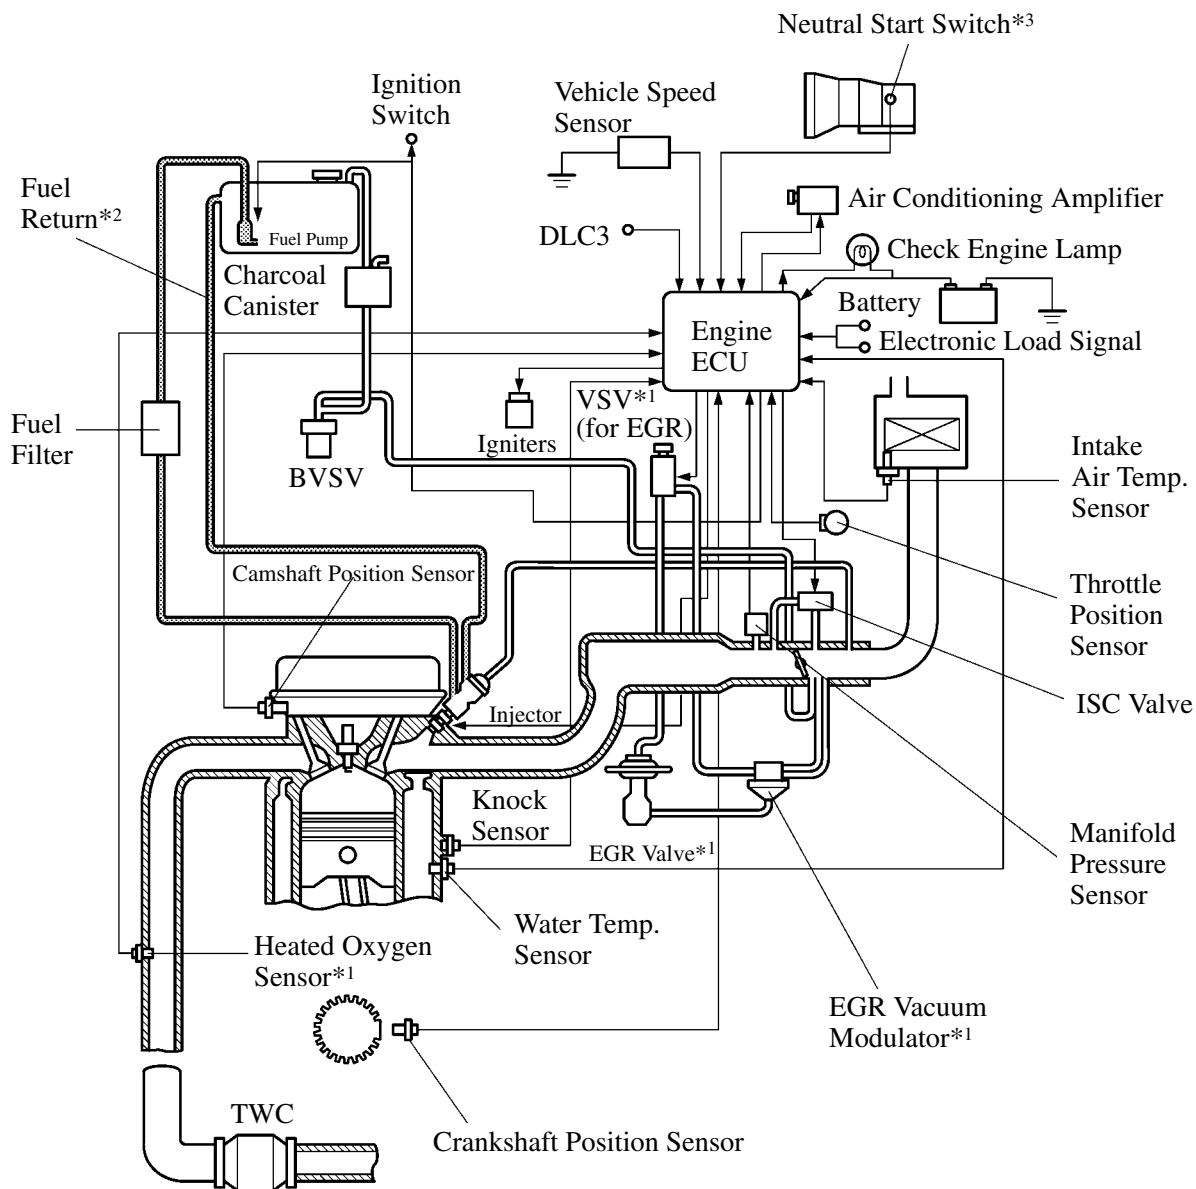 Neutral Start Switch*3
Ignition
Switch
Vehicle Speed
Sensor
Fuel
Return*2
Fuel Pump
Air Conditioning Amplifier
DLC3
Check Engine Lamp
Charcoal
Canister
Battery
Engine
ECU
Electronic Load Signal
VSV*1
(for EGR)
Fuel
Filter
Igniters
BVSV
Intake
Air Temp.
Sensor
Camshaft Position Sensor
Throttle
Position
Sensor
Injector
ISC Valve
Knock
Sensor
EGR Valve*1
Manifold
Pressure
Sensor
Water Temp.
Sensor
Heated Oxygen
Sensor*1
EGR Vacuum
Modulator*1
TWC
Crankshaft Position Sensor